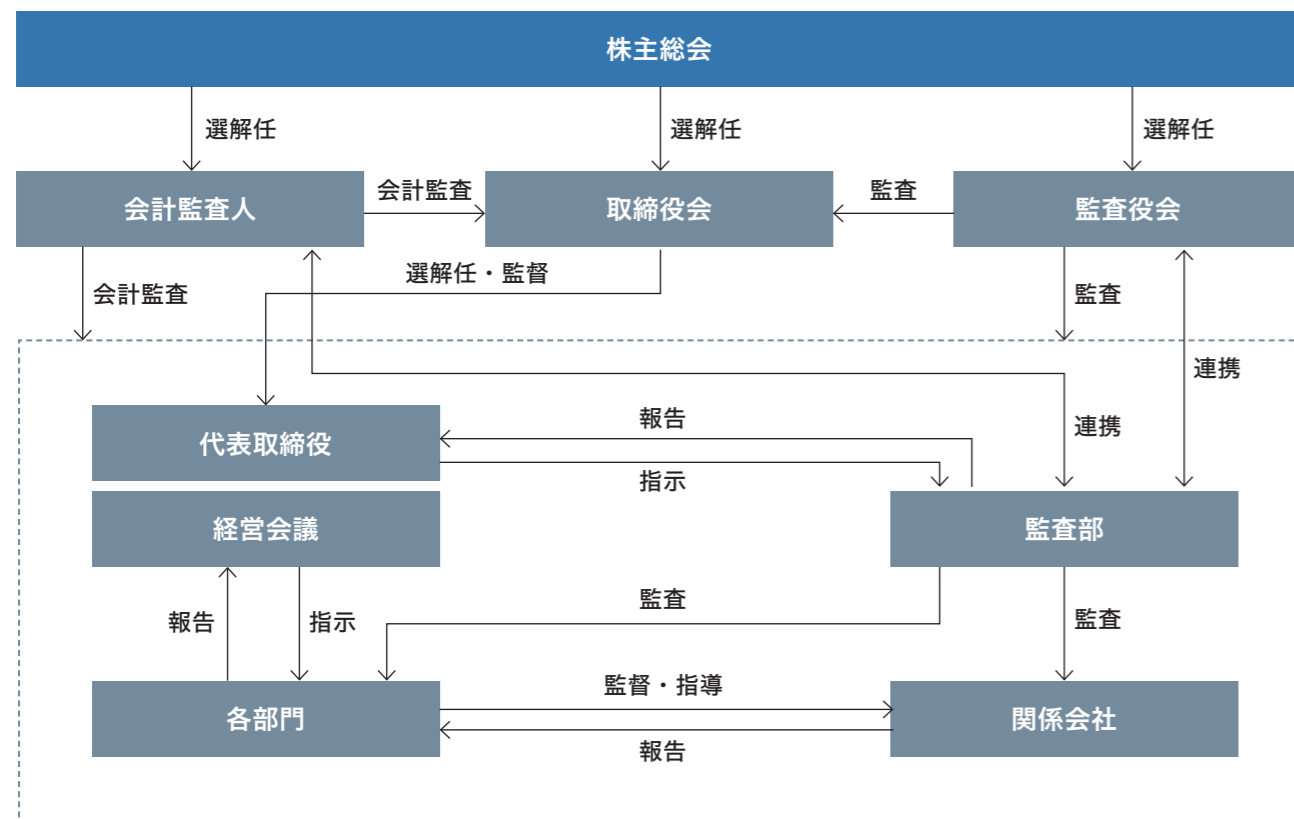 株主総会
選解任
選解任
選解任
会計監査人
会計監査
取締役会
監査
監査役会
選解任・監督
会計監査
監査
連携
報告
連携
代表取締役
指示
経営会議
監査部
監査
報告
指示
監査
監督・指導
各部門
関係会社
報告